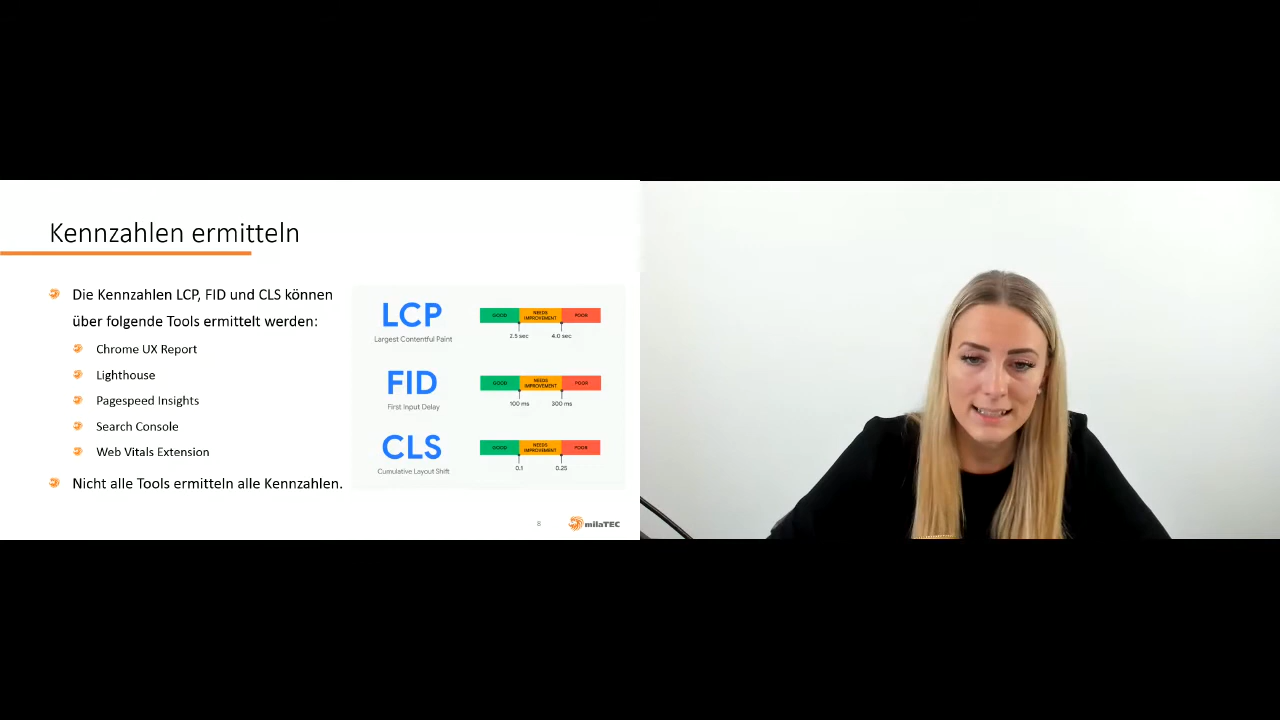 Kennzahlen ermitteln
Die Kennzahlen LCP, FID und CLS können
über folgende Tools ermittelt werden:
Chrome UX Report
Lighthouse
Pagespeed Insights
Search Console
Web Vitals Extension
Nicht alle Tools ermitteln alle Kennzahlen.
LCP
Largest Contentful Paint
GOOD
NEEDS
IMPROVEMENT
POOR
2.5 sec
4.0 sec
FID
First Input Delay
GOOD
NEEDS
IMPROVEMENT
POOR
100 ms
300 ms
CLS
Cumulative Layout Shift
GOOD
NEEDS
IMPROVEMENT
POOR
0.1
0.25
8
milaTEC